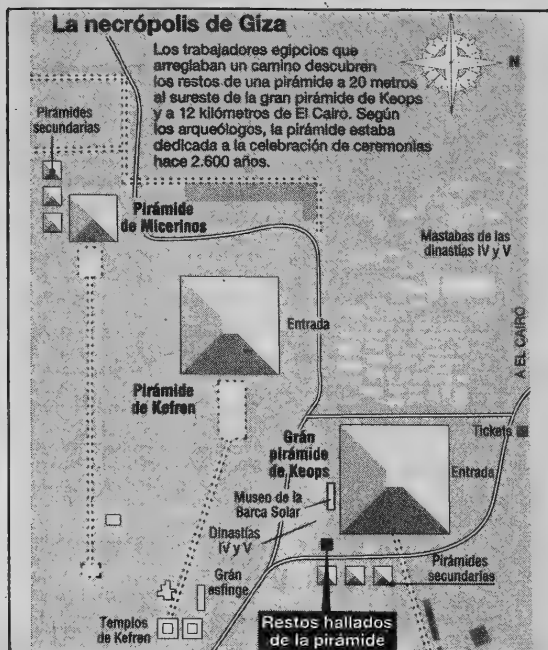 La necrópolis de Giza
Los trabajadores egipcios que
arreglaban un camino descubren
los restos de una pirámide a 20 metros
al sureste de la gran pirámide de Keops
y a 12 kilómetros de El Cairo. Según
los arqueólogos, la pirámide estaba
dedicada a la celebración de ceremonias
hace 2.600 años.
N
Pirámides
secundarias
Pirámide
de Micerinos
Mastabas de las
dinastías IV y V
Entrada
A EL CAIRO
Pirámide
de Kefren
Tickets
Gran
pirámide
de Keops
Entrada
Museo de la
Barca Solar
Dinastías
IV y V
Pirámides
secundarias
Gran
esfinge
Templos
de Kefren
Restos hallados
de la pirámide